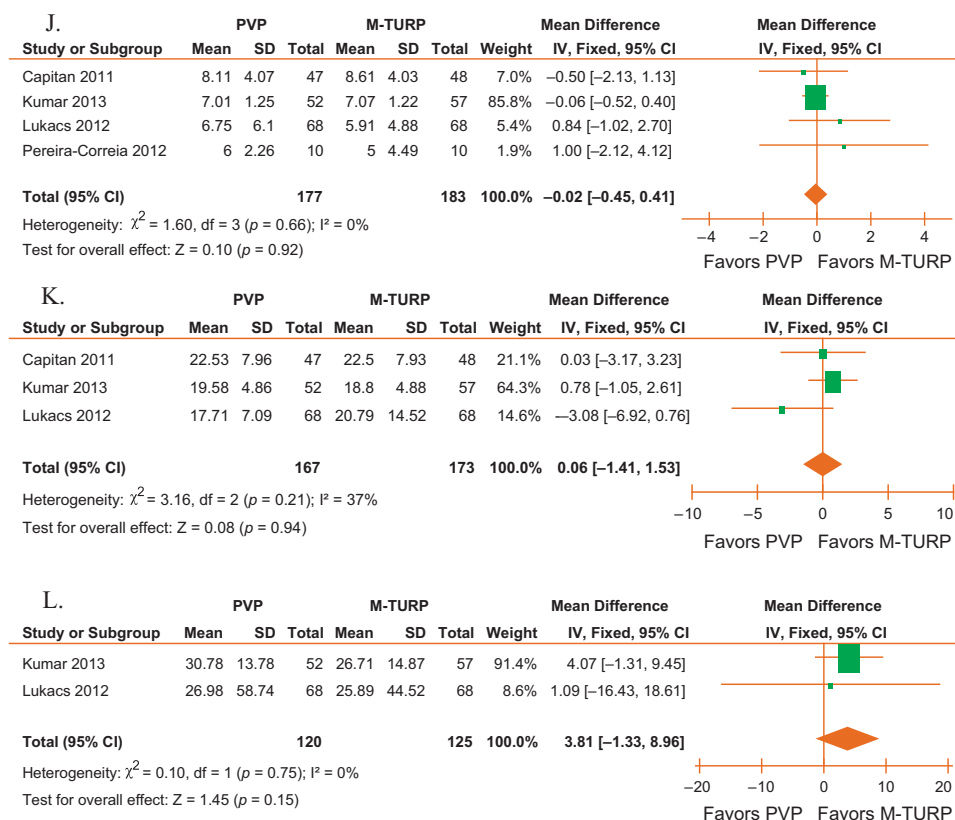 J.
PVP M-TURP Mean Difference Mean Difference
Study or Subgroup Mean SD Total Mean SD Total Weight IV, Fixed, 95% CI IV, Fixed, 95% CI
Capitan 2011 8.11 4.07 47 8.61 4.03 48 7.0% –0.50 [–2.13, 1.13]
Kumar 2013 7.01 1.25 52 7.07 1.22 57 85.8% –0.06 [–0.52, 0.40]
Lukacs 2012 6.75 6.1 68 5.91 4.88 68 5.4% 0.84 [–1.02, 2.70]
Pereira-Correia 2012 6 2.26 10 5 4.49 10 1.9% 1.00 [–2.12, 4.12]
Total (95% CI) 177 183 100.0% –0.02 [–0.45, 0.41]
Heterogeneity: χ² = 1.60, df = 3 (p = 0.66); I² = 0%
Test for overall effect: Z = 0.10 (p = 0.92)
–4 –2 0 2 4
Favors PVP Favors M-TURP
K.
PVP M-TURP Mean Difference Mean Difference
Study or Subgroup Mean SD Total Mean SD Total Weight IV, Fixed, 95% CI IV, Fixed, 95% CI
Capitan 2011 22.53 7.96 47 22.5 7.93 48 21.1% 0.03 [–3.17, 3.23]
Kumar 2013 19.58 4.86 52 18.8 4.88 57 64.3% 0.78 [–1.05, 2.61]
Lukacs 2012 17.71 7.09 68 20.79 14.52 68 14.6% –-3.08 [–6.92, 0.76]
Total (95% CI) 167 173 100.0% 0.06 [–1.41, 1.53]
Heterogeneity: χ² = 3.16, df = 2 (p = 0.21); I² = 37%
Test for overall effect: Z = 0.08 (p = 0.94)
–10 –5 0 5 10
Favors PVP Favors M-TURP
L.
PVP M-TURP Mean Difference Mean Difference
Study or Subgroup Mean SD Total Mean SD Total Weight IV, Fixed, 95% CI IV, Fixed, 95% CI
Kumar 2013 30.78 13.78 52 26.71 14.87 57 91.4% 4.07 [–1.31, 9.45]
Lukacs 2012 26.98 58.74 68 25.89 44.52 68 8.6% 1.09 [–16.43, 18.61]
Total (95% CI) 120 125 100.0% 3.81 [–1.33, 8.96]
Heterogeneity: χ² = 0.10, df = 1 (p = 0.75); I² = 0%
Test for overall effect: Z = 1.45 (p = 0.15)
–20 –10 0 10 20
Favors PVP Favors M-TURP